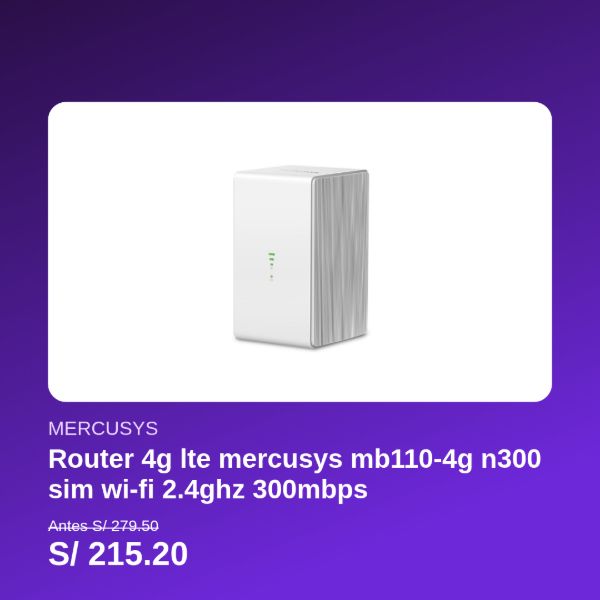 MERCUSYS
Router 4g lte mercusys mb110-4g n300
sim wi-fi 2.4ghz 300mbps
Antes S/ 279.50
S/ 215.20